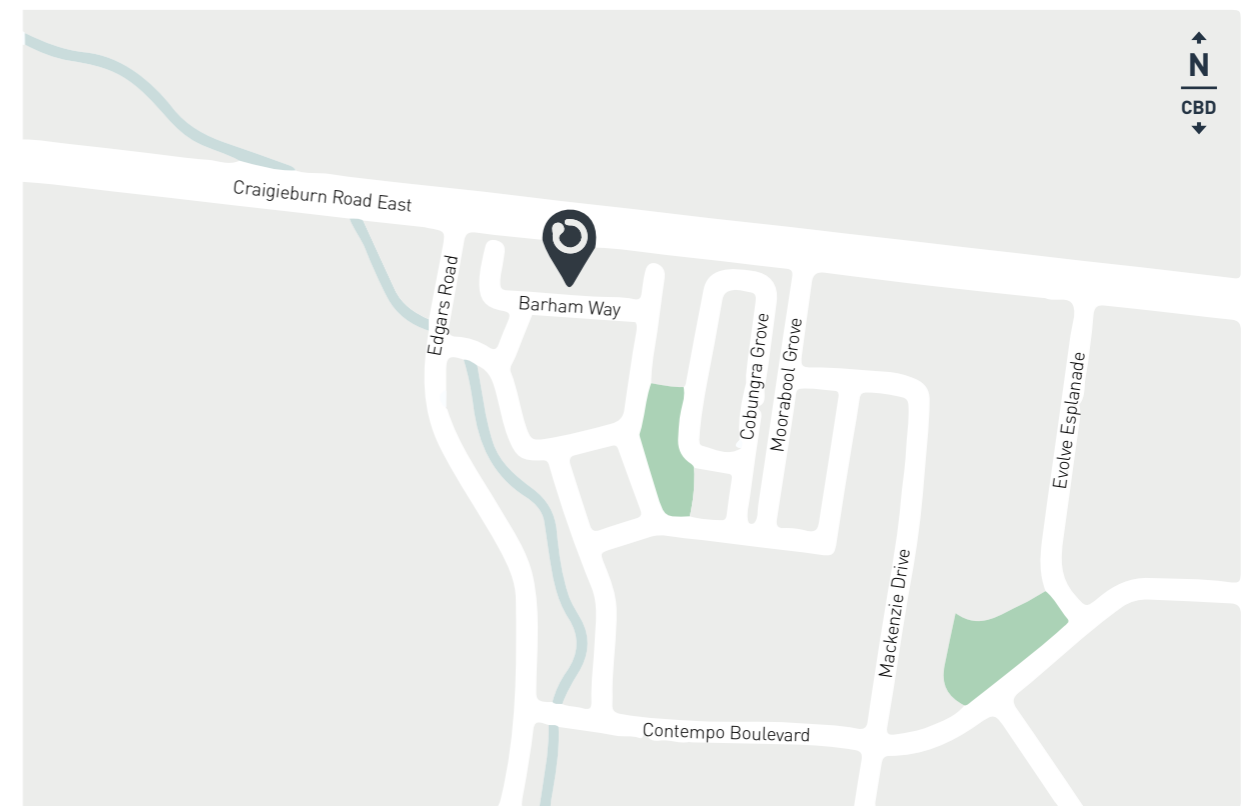 N
CBD
Craigieburn Road East
Edgars Road
Barham Way
Cobungra Grove
Moorabool Grove
Evolve Esplanade
Mackenzie Drive
Contempo Boulevard